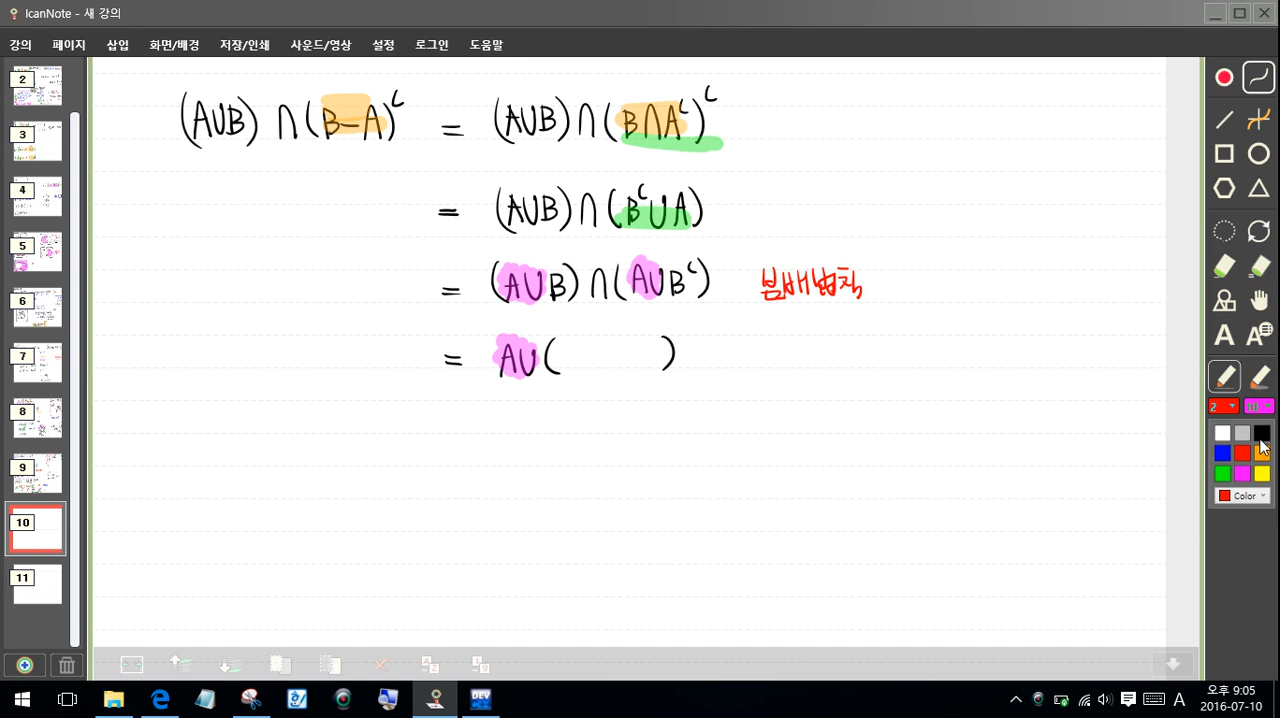 IcanNote - 새 강의
강의 페이지 삽입 화면/배경 저장/인쇄 사운드/영상 설정 로그인 도움말
2
3
4
5
6
7
8
9
10
11
(A∪B) ∩ (B-A)ᶜ = (A∪B)∩(B∩Aᶜ)ᶜ
= (A∪B)∩(Bᶜ∪A)
= (A∪B)∩(A∪Bᶜ) 분배법칙
= A∪( )
A
A
2
m
Color
DEV
A
오후 9:05
2016-07-10